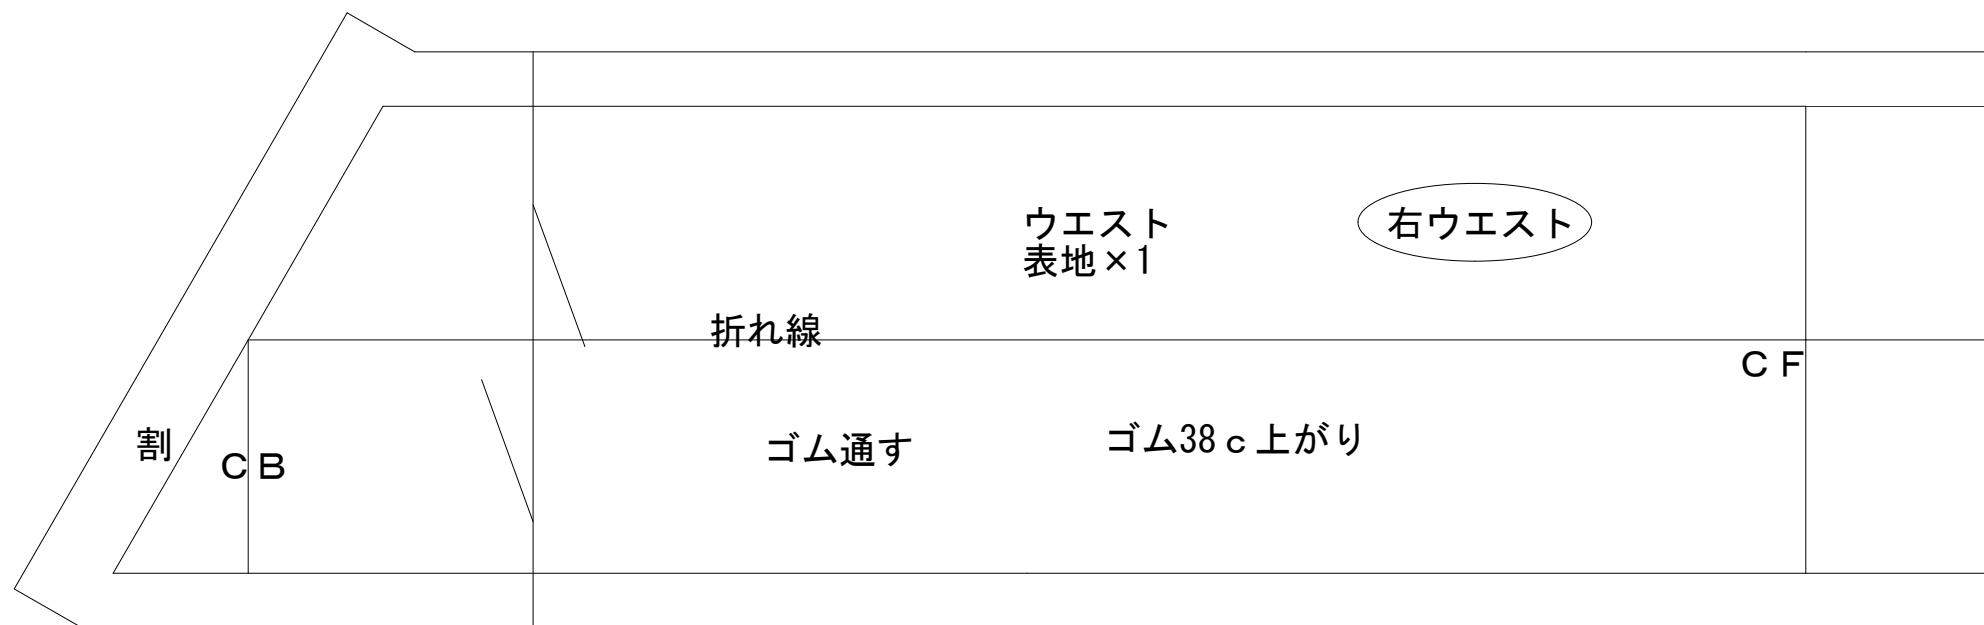 ウエスト
表地×1
右ウエスト
折れ線
CF
割
CB
ゴム通す
ゴム38c上がり